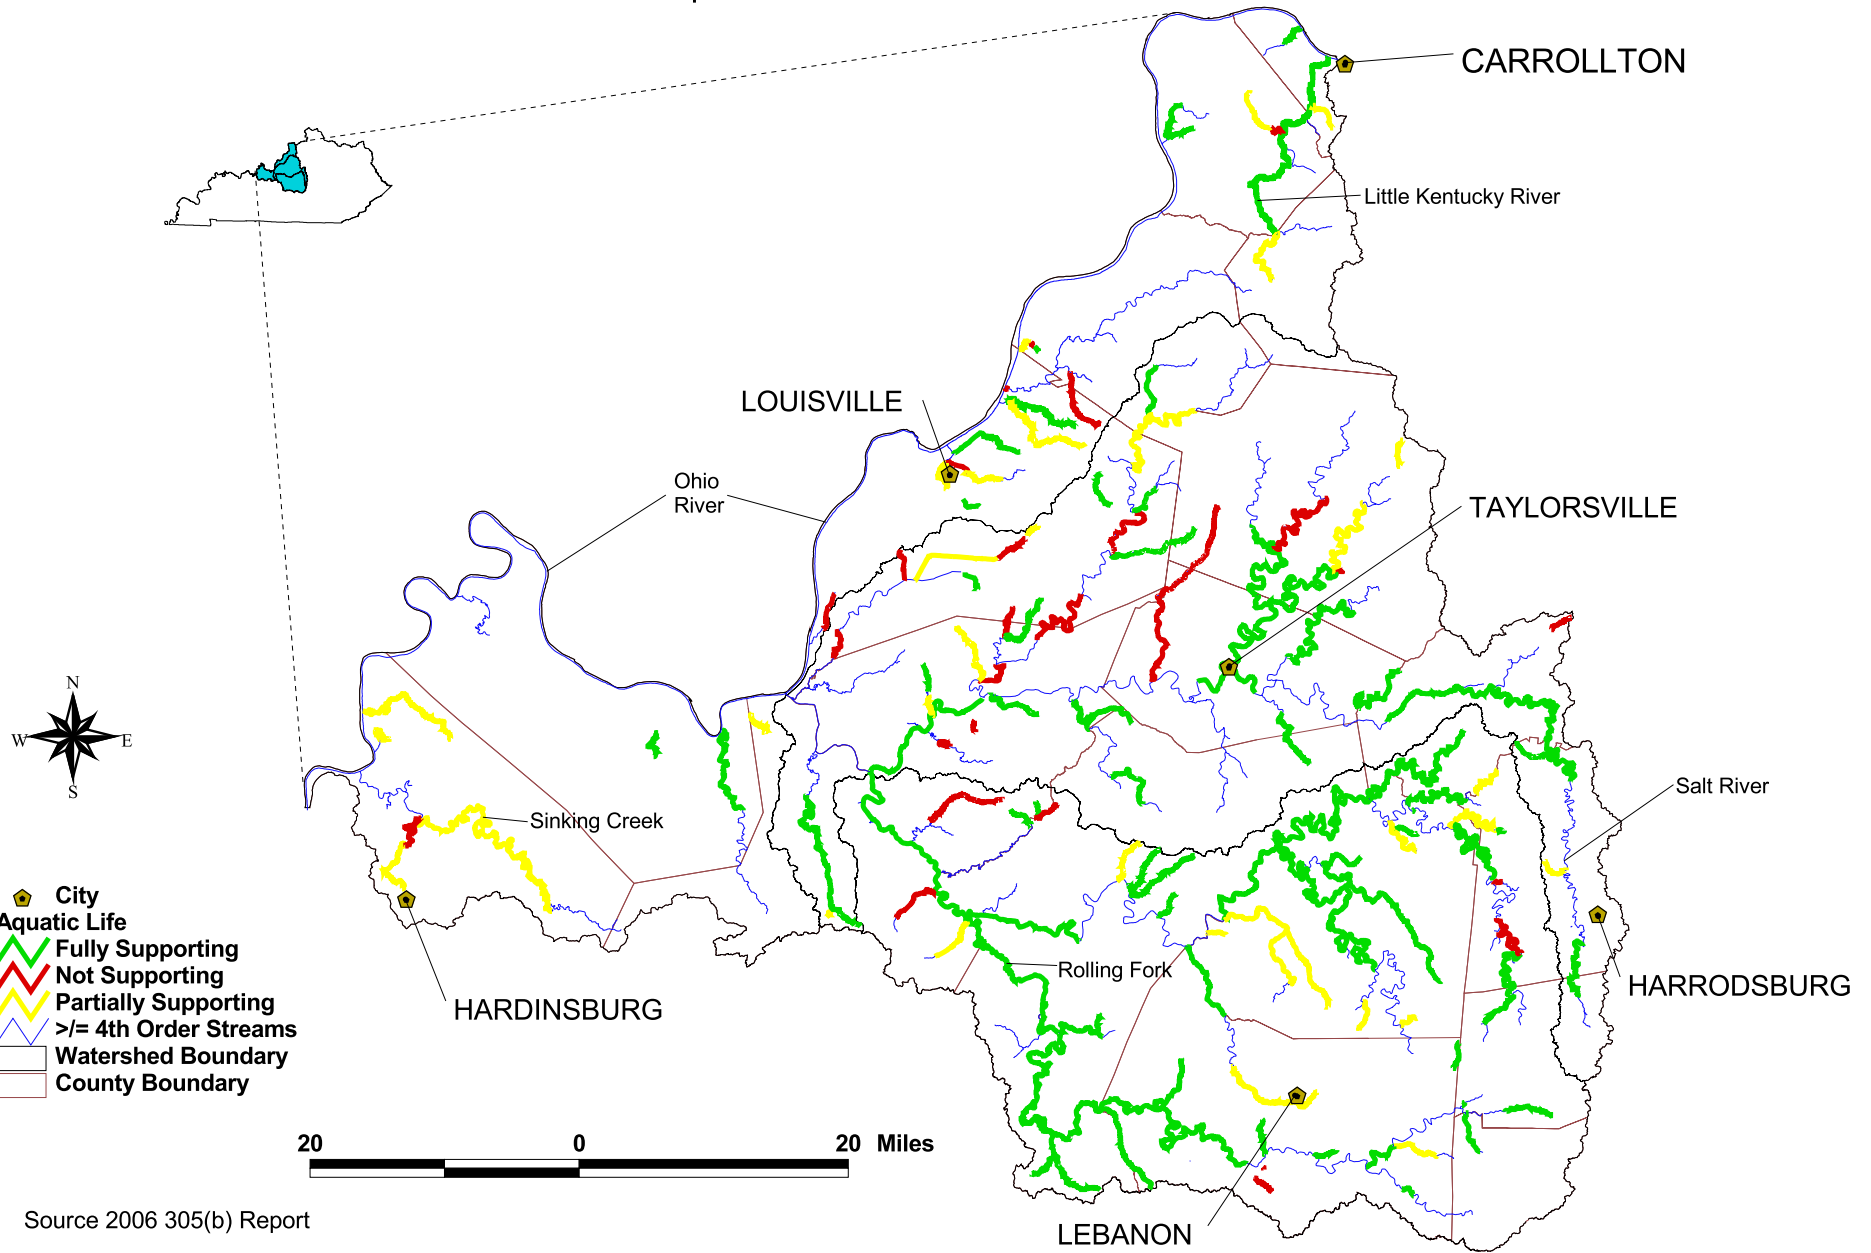 CARROLLTON
Little Kentucky River
LOUISVILLE
Ohio
River
TAYLORSVILLE
N
W
E
S
Salt River
Sinking Creek
City
Aquatic Life
Fully Supporting
Not Supporting
Partially Supporting
>/= 4th Order Streams
Watershed Boundary
County Boundary
HARDINSBURG
Rolling Fork
HARRODSBURG
20 0 20 Miles
LEBANON
Source 2006 305(b) Report